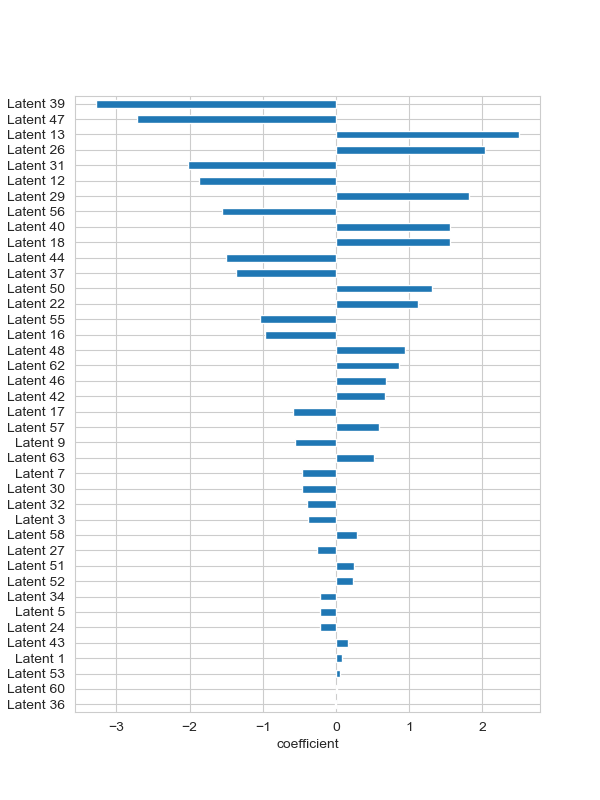 Latent 39
Latent 47
Latent 13
Latent 26
Latent 31
Latent 12
Latent 29
Latent 56
Latent 40
Latent 18
Latent 44
Latent 37
Latent 50
Latent 22
Latent 55
Latent 16
Latent 48
Latent 62
Latent 46
Latent 42
Latent 17
Latent 57
Latent 9
Latent 63
Latent 7
Latent 30
Latent 32
Latent 3
Latent 58
Latent 27
Latent 51
Latent 52
Latent 34
Latent 5
Latent 24
Latent 43
Latent 1
Latent 53
Latent 60
Latent 36
−3 −2 −1 0 1 2
coefficient